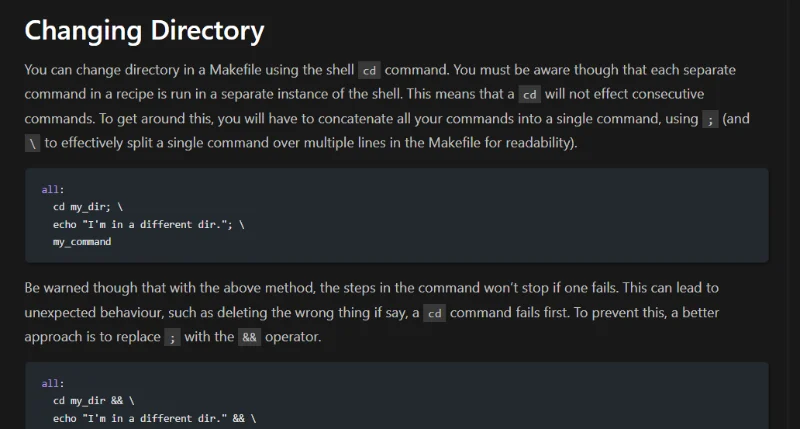 Changing Directory
You can change directory in a Makefile using the shell cd command. You must be aware though that each separate
command in a recipe is run in a separate instance of the shell. This means that a cd will not effect consecutive
commands. To get around this, you will have to concatenate all your commands into a single command, using ; (and
\ to effectively split a single command over multiple lines in the Makefile for readability).
all:
  cd my_dir; \
  echo "I'm in a different dir."; \
  my_command
Be warned though that with the above method, the steps in the command won't stop if one fails. This can lead to
unexpected behaviour, such as deleting the wrong thing if say, a cd command fails first. To prevent this, a better
approach is to replace ; with the && operator.
all:
  cd my_dir && \
  echo "I'm in a different dir." && \